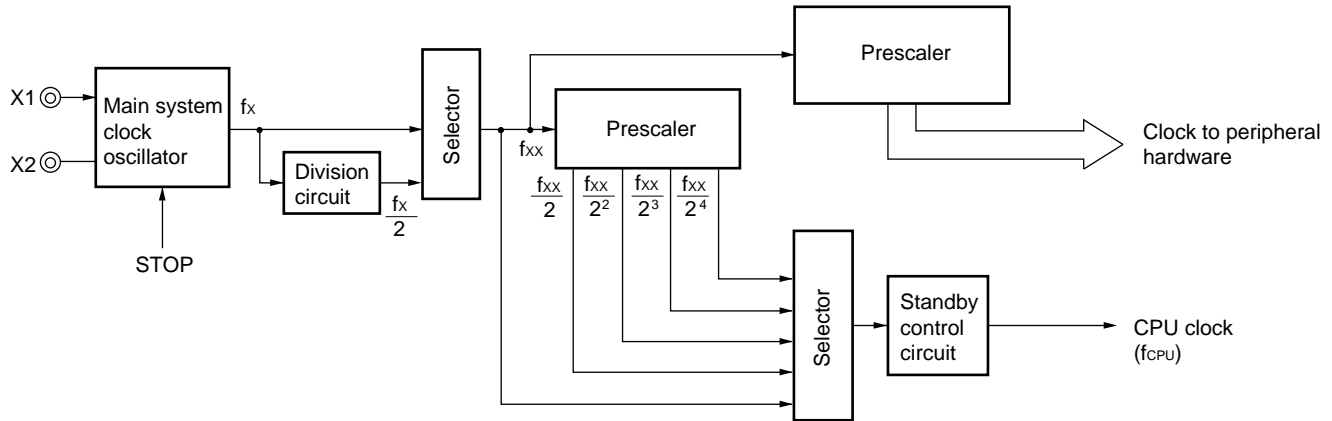 X1
X2
Main system
clock
oscillator
STOP
fX
Division
circuit
fX
2
Selector
fXX
Prescaler
fXX
2
fXX
2²
fXX
2³
fXX
2⁴
Prescaler
Clock to peripheral
hardware
Selector
Standby
control
circuit
CPU clock
(fCPU)